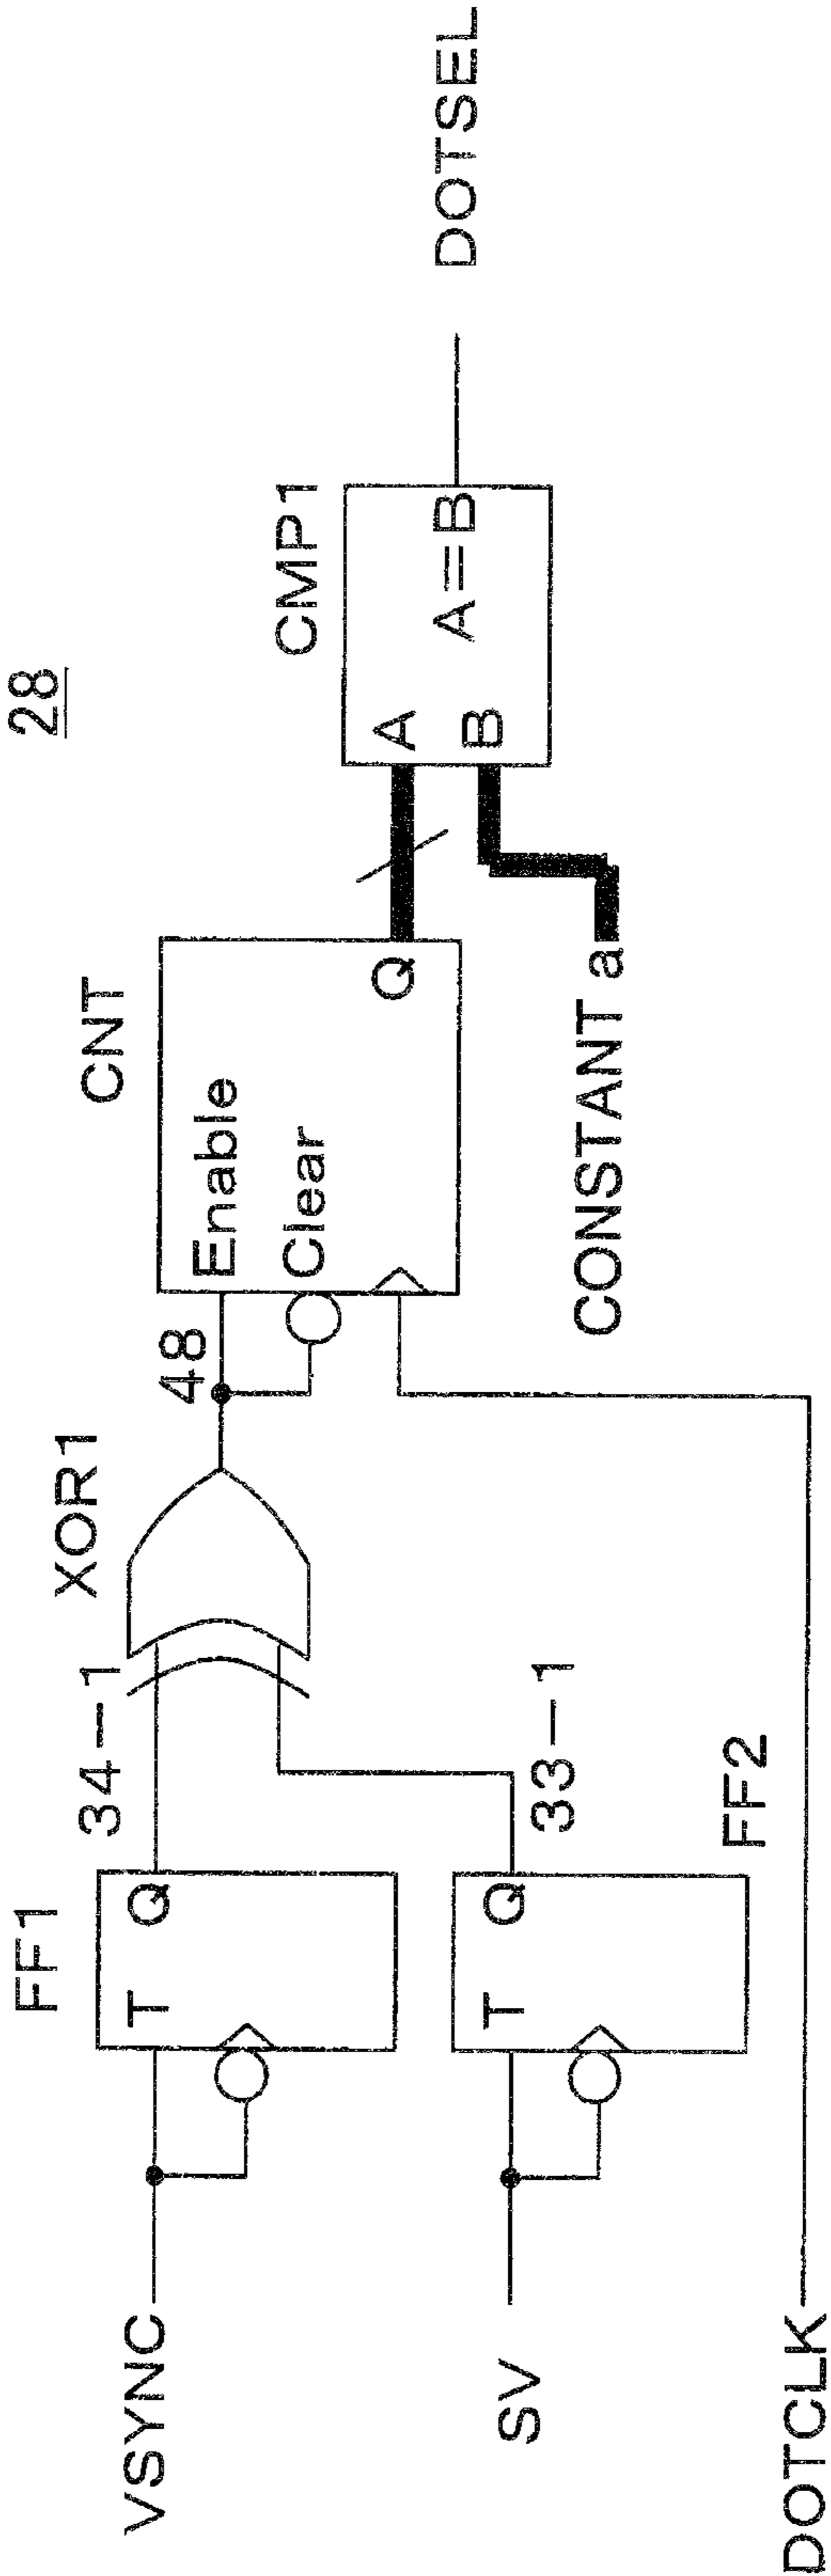 28
VSYNC
SV
DOTCLK
FF1
T Q
34-1
FF2
T Q
33-1
XOR1
48
CNT
Enable
Clear
Q
CONSTANT a
CMP1
A
B
A=B
DOTSEL